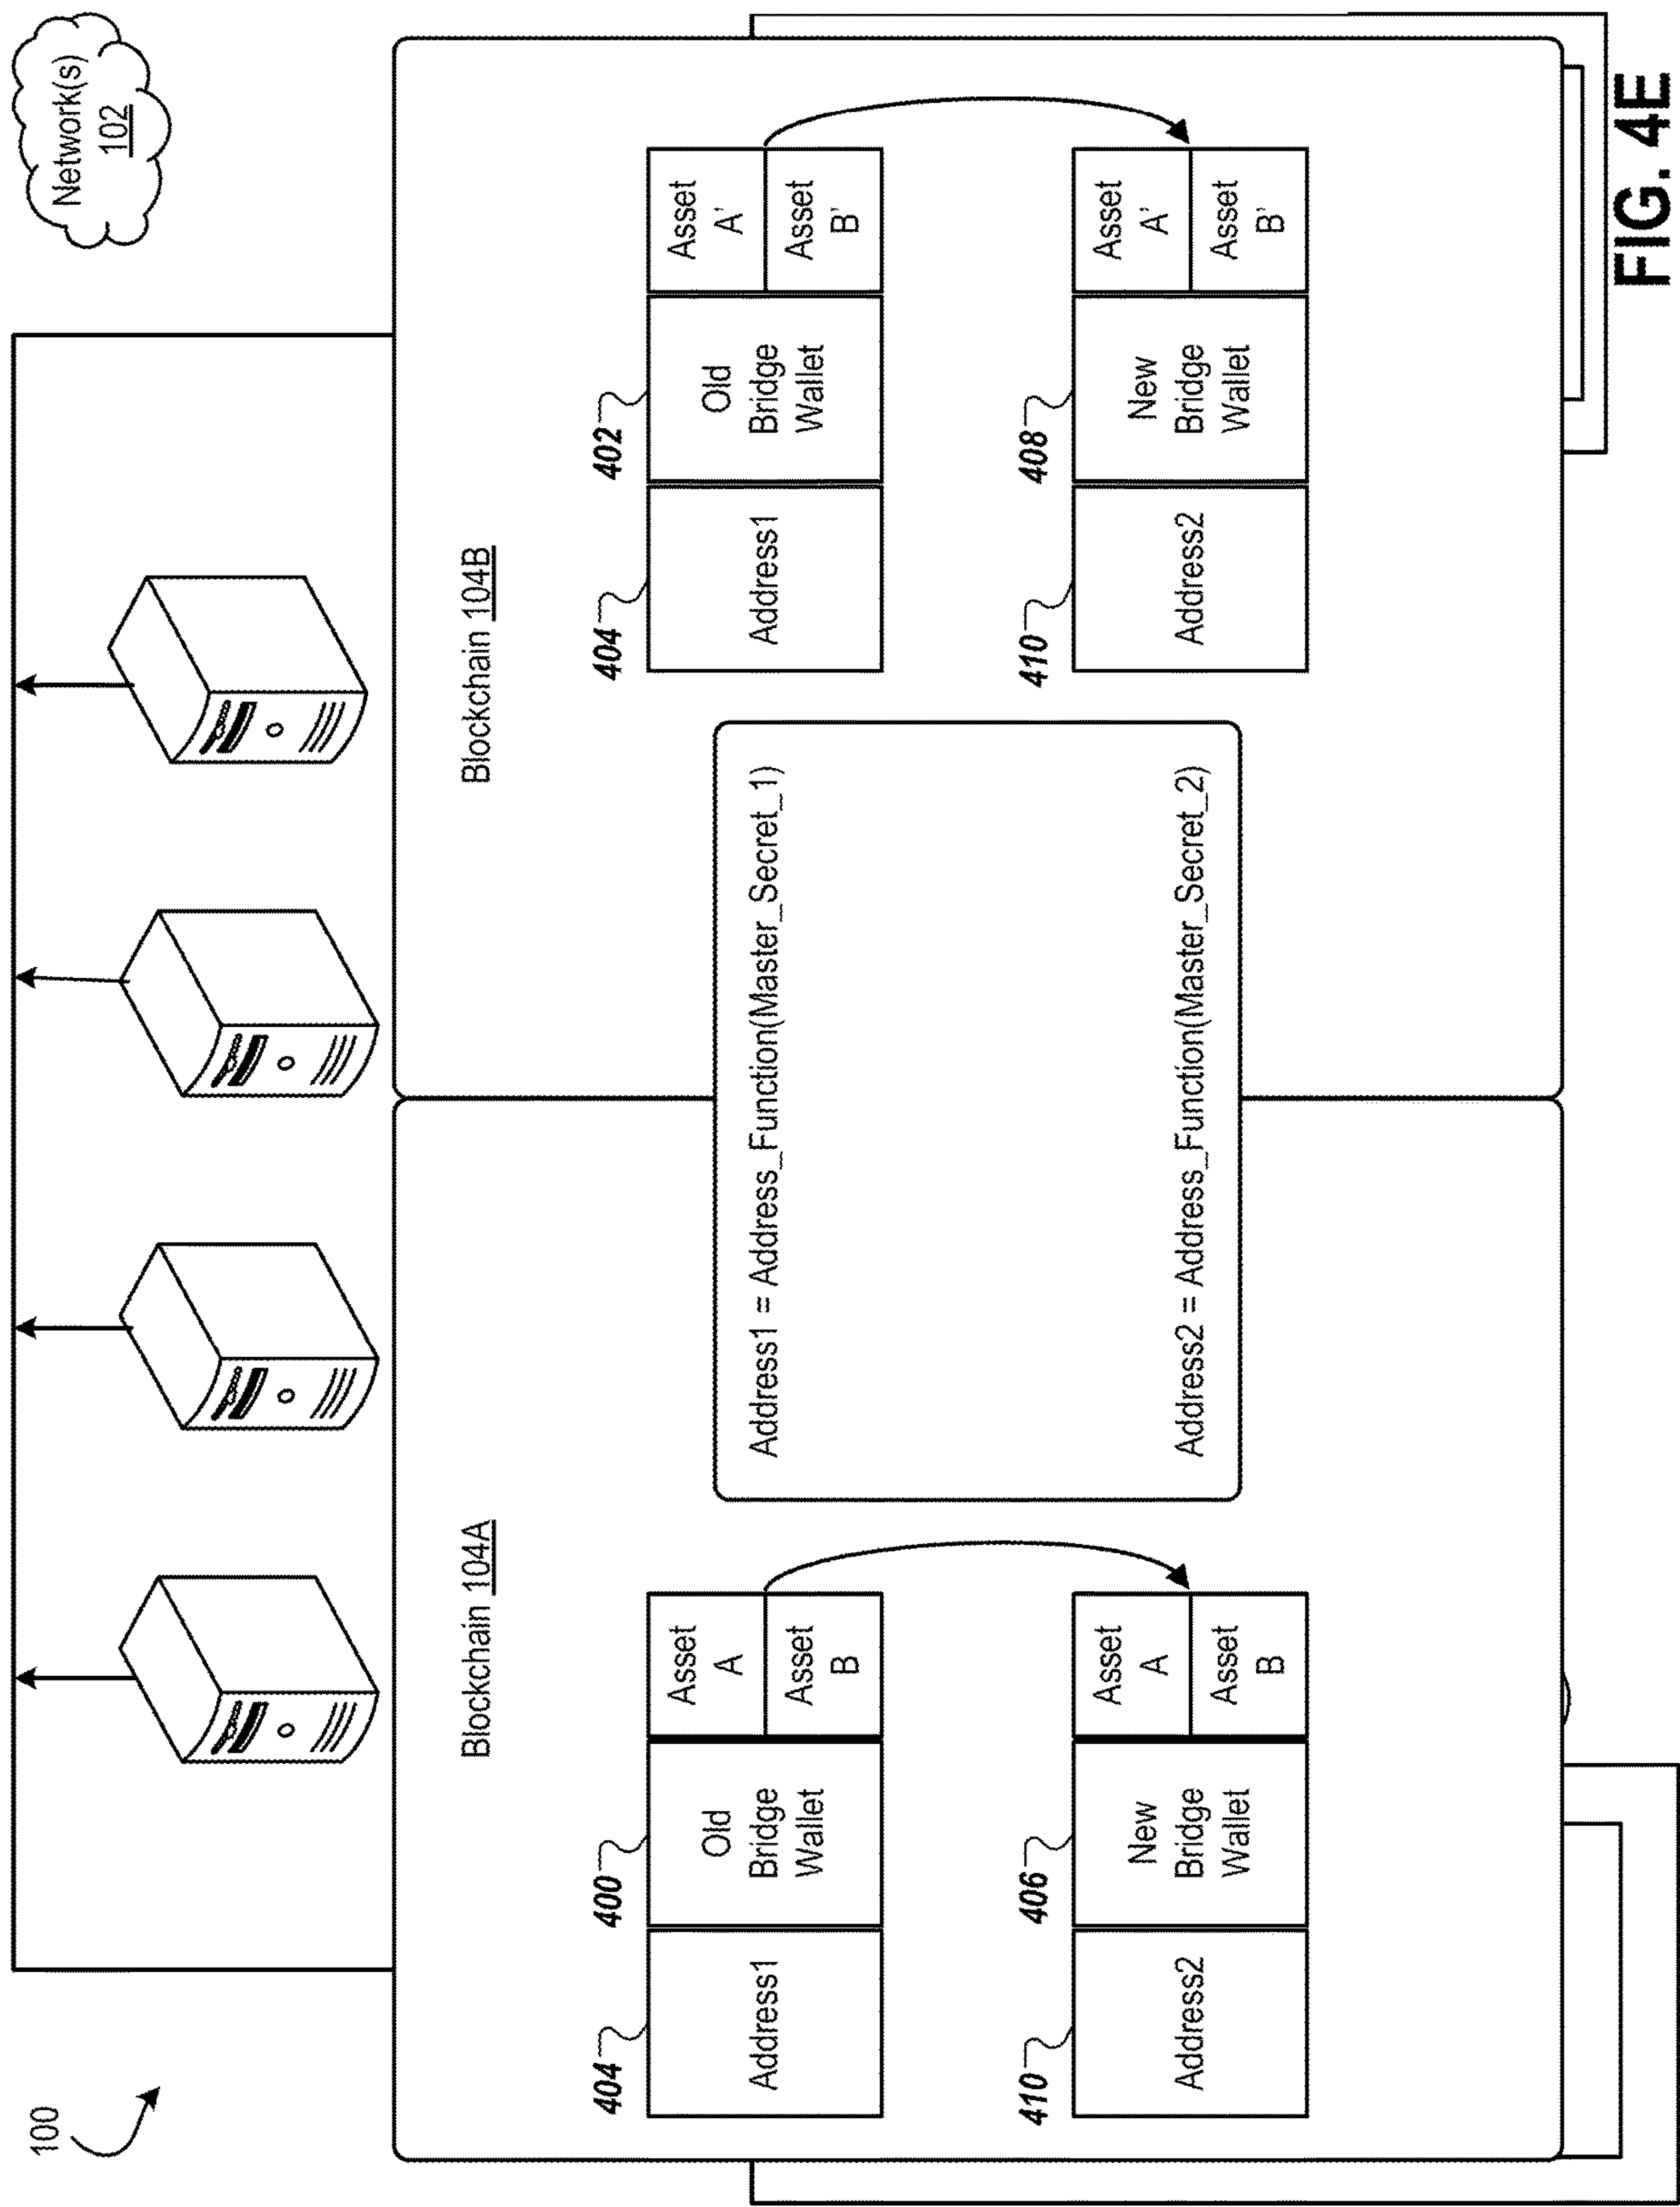 100
Network(s)
102
Blockchain 104A
Blockchain 104B
404
400
404
402
Address1
Old
Bridge
Wallet
Asset
A
Asset
B
Address1
Old
Bridge
Wallet
Asset
A'
Asset
B'
Address1 = Address_Function(Master_Secret_1)
410
406
410
408
Address2
New
Bridge
Wallet
Asset
A
Asset
B
Address2 = Address_Function(Master_Secret_2)
Address2
New
Bridge
Wallet
Asset
A'
Asset
B'
FIG. 4E